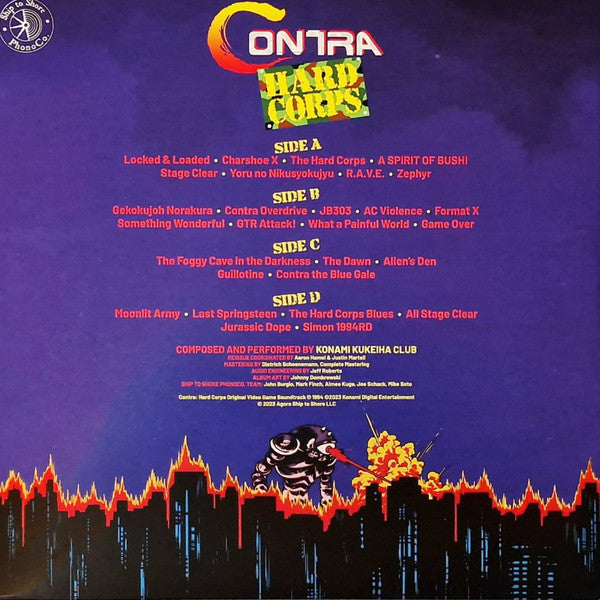 Ship to Shore
PhonoCo.
CONTRA
HARD
CORPS
SIDE A
Locked & Loaded • Charshoe X • The Hard Corps • A SPiRIT OF BUSHI
Stage Clear • Yoru no Nikusyokujyu • R.A.V.E. • Zephyr
SIDE B
Gekokujoh Norakura • Contra Overdrive • JB303 • AC Violence • Format X
Something Wonderful • GTR Attack! • What a Painful World • Game Over
SIDE C
The Foggy Cave in the Darkness • The Dawn • Alien's Den
Guillotine • Contra the Blue Gale
SIDE D
Moonlit Army • Last Springsteen • The Hard Corps Blues • All Stage Clear
Jurassic Dope • Simon 1994RD
COMPOSED AND PERFORMED BY KONAMI KUKEIHA CLUB
REISSUE COORDINATED BY Aaron Hamel & Justin Martell
MASTERING BY Dietrich Schoenemann, Complete Mastering
AUDIO ENGINEERING BY Jeff Roberts
ALBUM ART BY Johnny Dombrowski
SHIP TO SHORE PHONOCO. TEAM: John Burgio, Mark Finch, Aimee Kuge, Joe Schack, Mike Soto
Contra: Hard Corps Original Video Game Soundtrack ℗ 1994 ©2023 Konami Digital Entertainment
© 2023 Agara Ship to Shore LLC